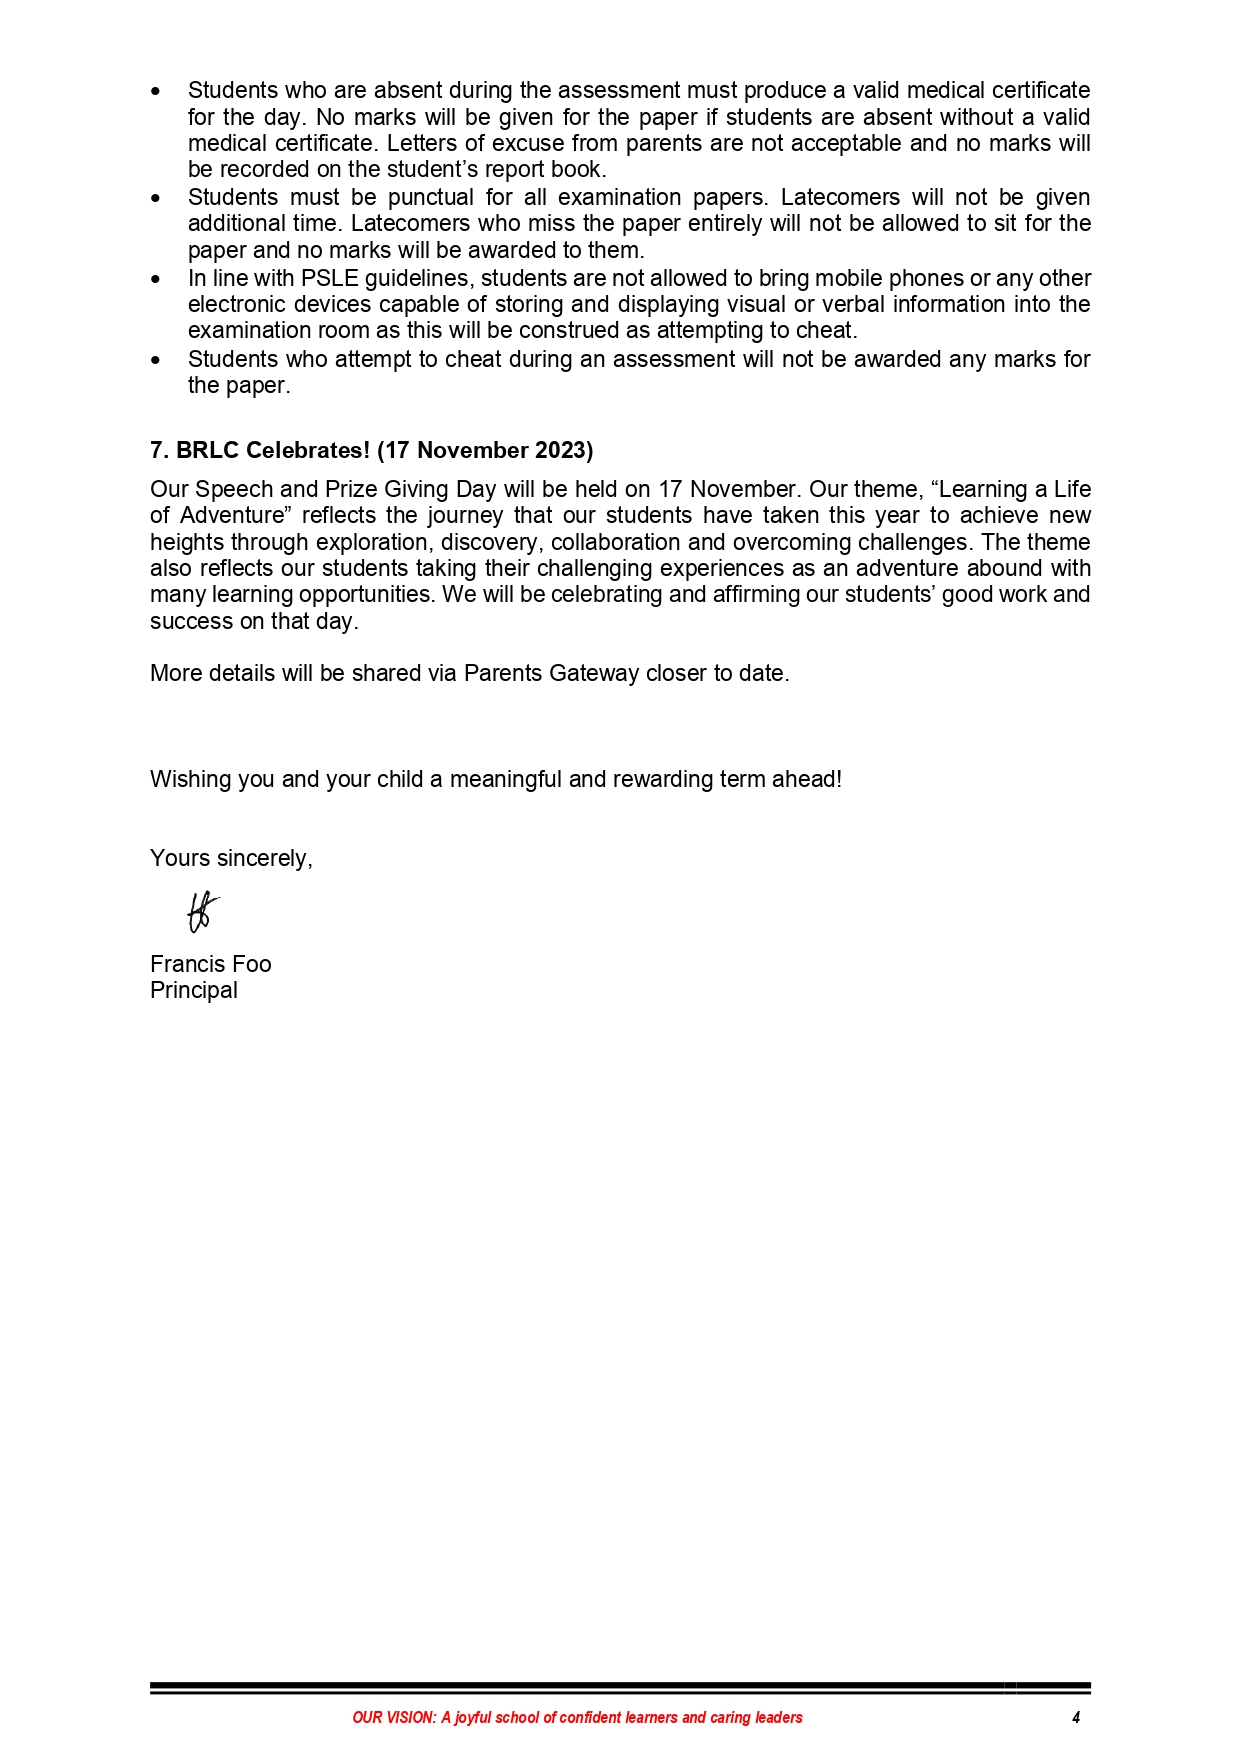 • Students who are absent during the assessment must produce a valid medical certificate
for the day. No marks will be given for the paper if students are absent without a valid
medical certificate. Letters of excuse from parents are not acceptable and no marks will
be recorded on the student’s report book.
• Students must be punctual for all examination papers. Latecomers will not be given
additional time. Latecomers who miss the paper entirely will not be allowed to sit for the
paper and no marks will be awarded to them.
• In line with PSLE guidelines, students are not allowed to bring mobile phones or any other
electronic devices capable of storing and displaying visual or verbal information into the
examination room as this will be construed as attempting to cheat.
• Students who attempt to cheat during an assessment will not be awarded any marks for
the paper.
7. BRLC Celebrates! (17 November 2023)
Our Speech and Prize Giving Day will be held on 17 November. Our theme, “Learning a Life
of Adventure” reflects the journey that our students have taken this year to achieve new
heights through exploration, discovery, collaboration and overcoming challenges. The theme
also reflects our students taking their challenging experiences as an adventure abound with
many learning opportunities. We will be celebrating and affirming our students’ good work and
success on that day.
More details will be shared via Parents Gateway closer to date.
Wishing you and your child a meaningful and rewarding term ahead!
Yours sincerely,
Francis Foo
Principal
OUR VISION: A joyful school of confident learners and caring leaders 4